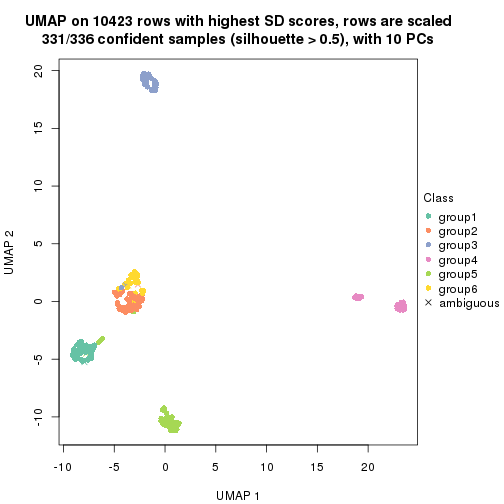 UMAP on 10423 rows with highest SD scores, rows are scaled
331/336 confident samples (silhouette > 0.5), with 10 PCs
20
15
10
5
0
-5
-10
UMAP 2
-10
-5
0
5
10
15
20
UMAP 1
Class
group1
group2
group3
group4
group5
group6
ambiguous